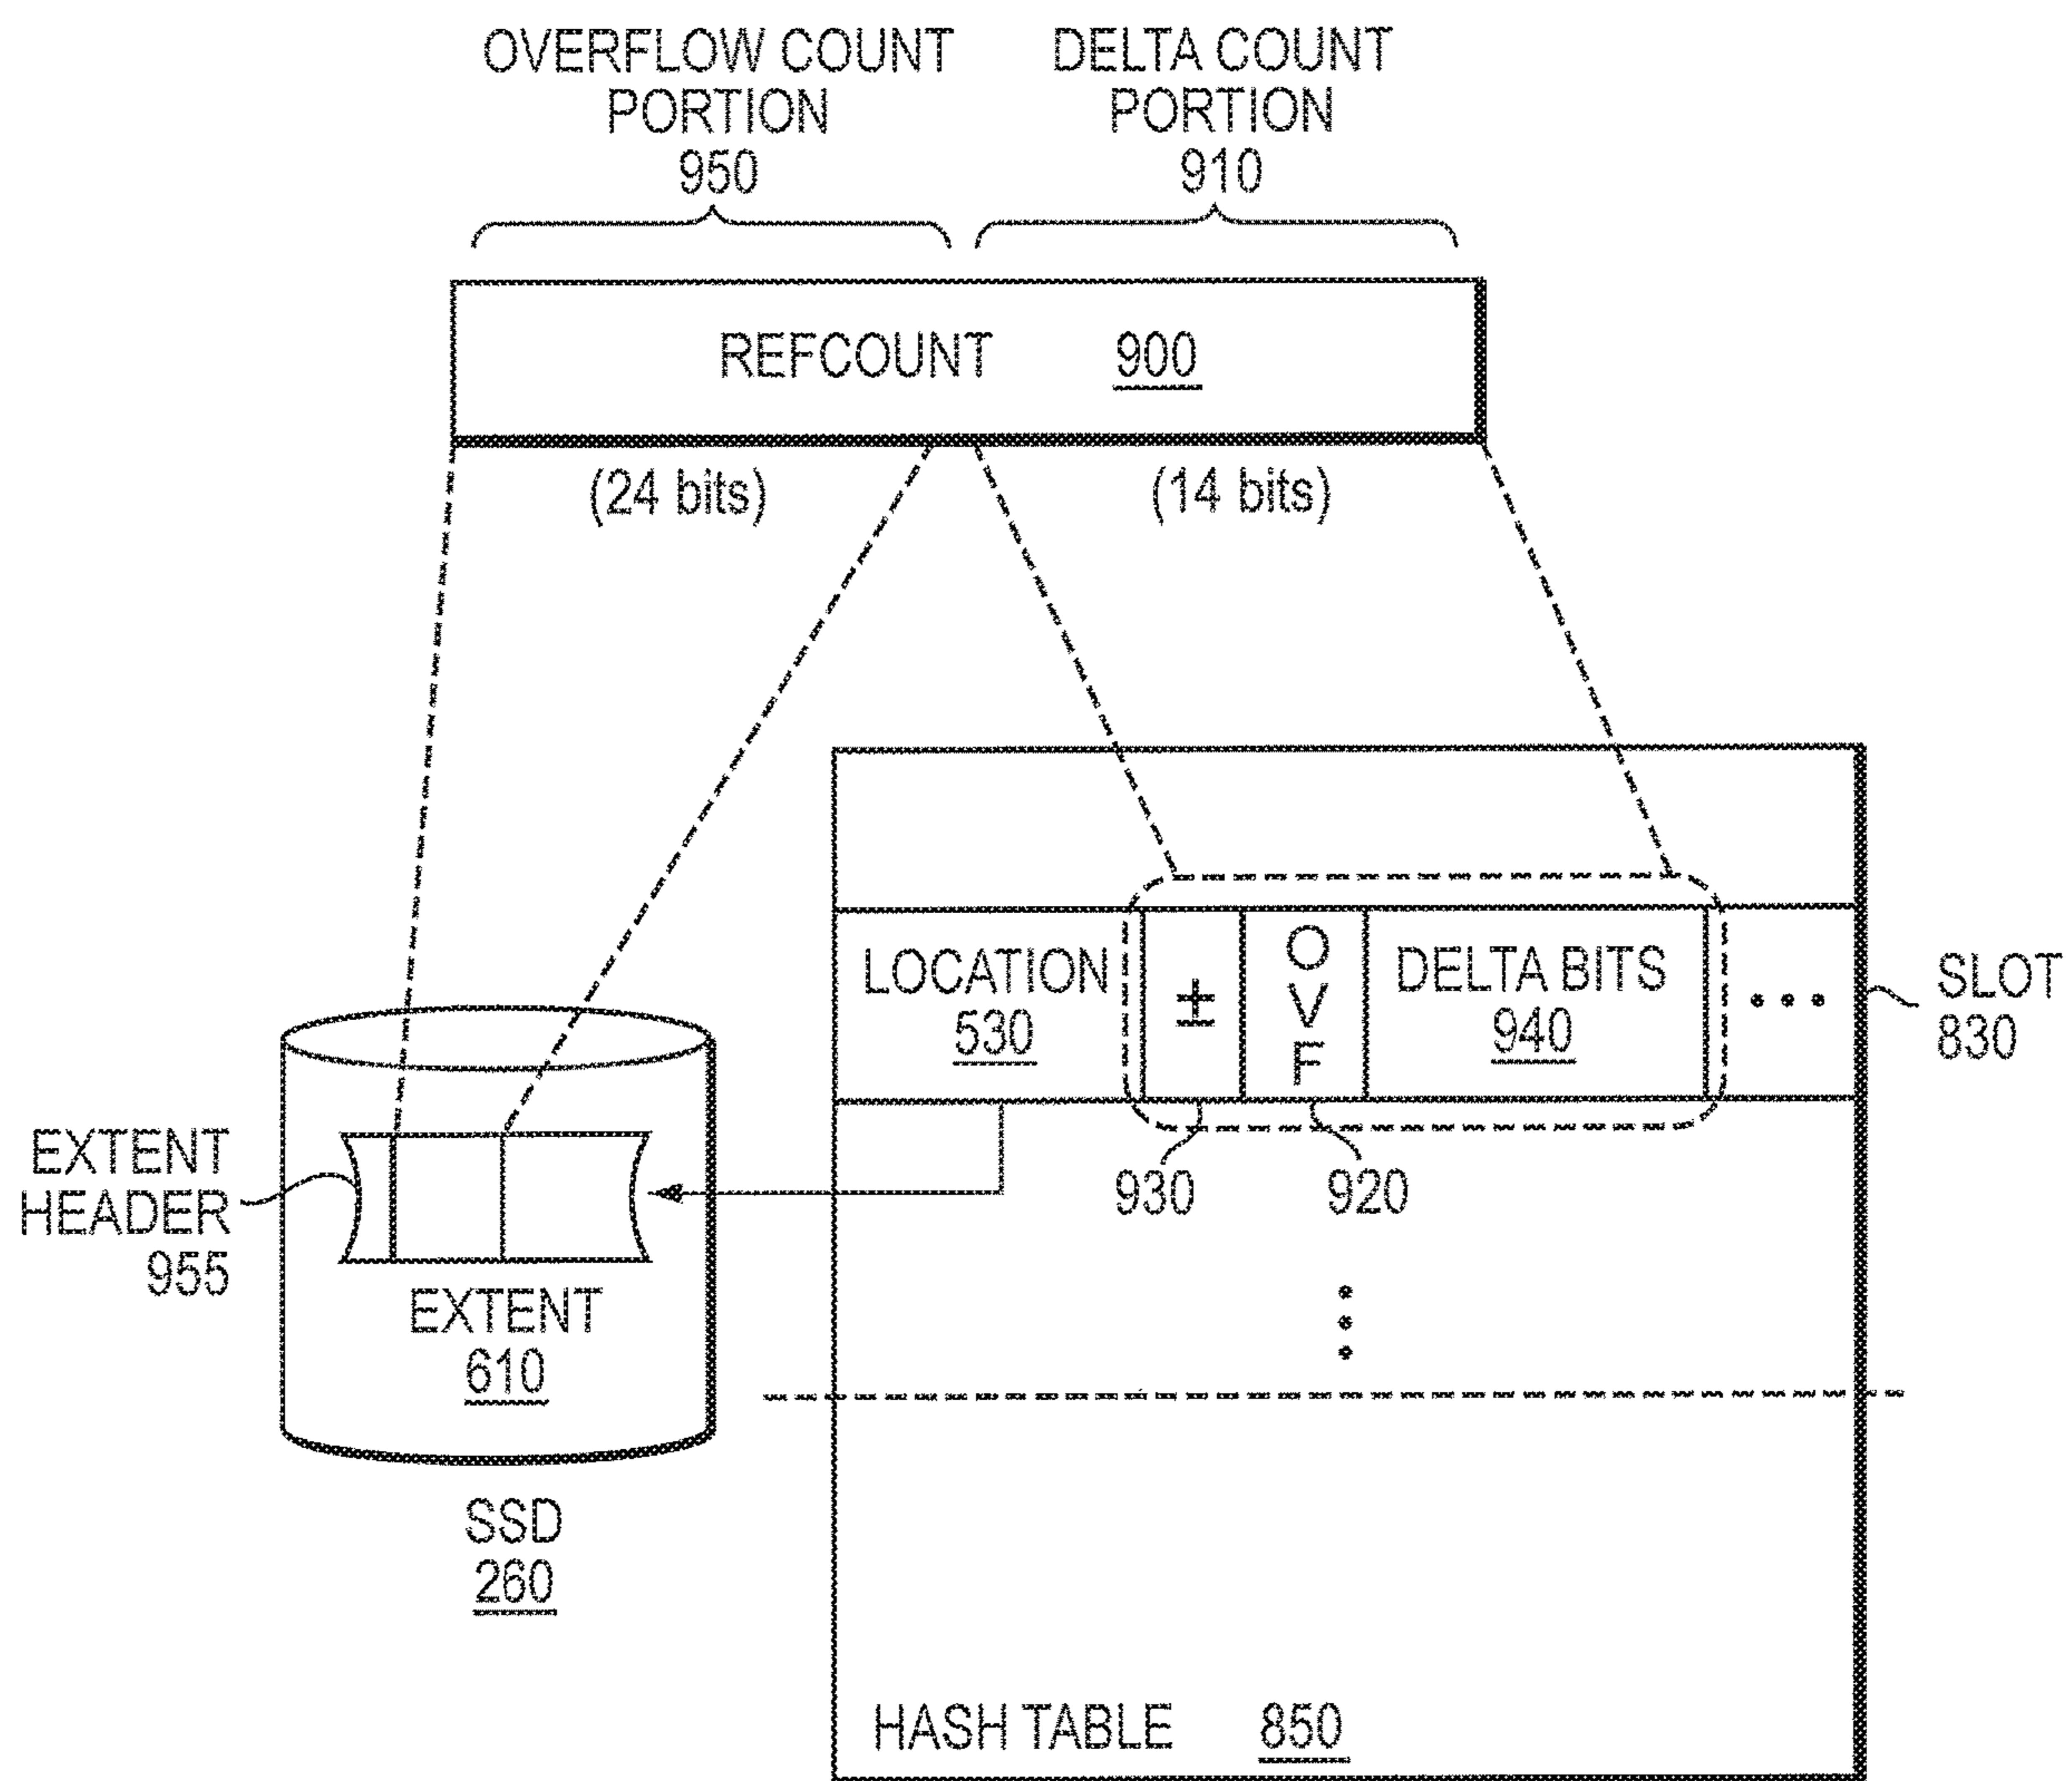 OVERFLOW COUNT
PORTION
950
DELTA COUNT
PORTION
910
REFCOUNT 900
(24 bits)
(14 bits)
LOCATION
530
±
O
V
F
DELTA BITS
940
•••
SLOT
830
930
920
EXTENT
HEADER
955
EXTENT
610
SSD
260
HASH TABLE 850